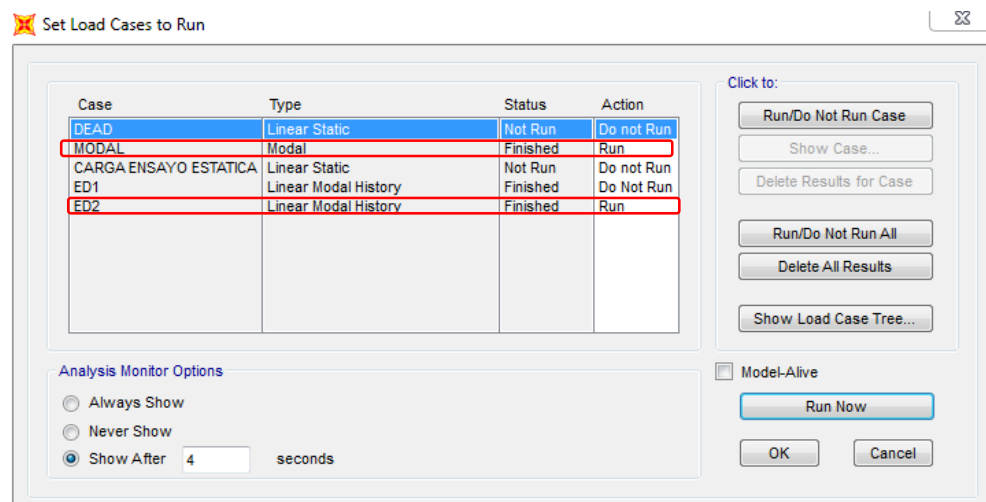 Set Load Cases to Run
Case Type Status Action
DEAD Linear Static Not Run Do not Run
MODAL Modal Finished Run
CARGA ENSAYO ESTATICA Linear Static Not Run Do not Run
ED1 Linear Modal History Finished Do Not Run
ED2 Linear Modal History Finished Run
Click to:
Run/Do Not Run Case
Show Case...
Delete Results for Case
Run/Do Not Run All
Delete All Results
Show Load Case Tree...
Analysis Monitor Options
Always Show
Never Show
Show After 4 seconds
Model-Alive
Run Now
OK Cancel